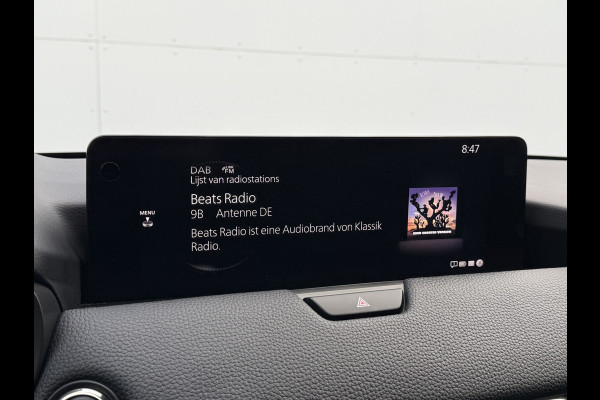 8:47
DAB FM
Lijst van radiostations
Beats Radio
9B Antenne DE
MENU
Beats Radio ist eine Audiobrand von Klassik
Radio.